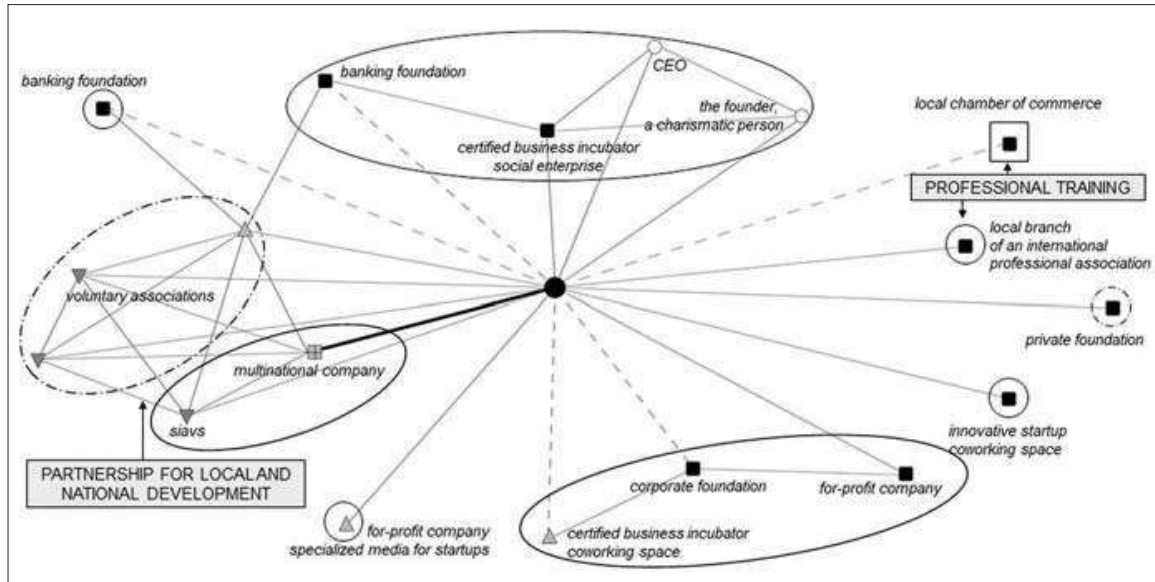 CEO
banking foundation
banking foundation
the founder,
a charismatic person
local chamber of commerce
certified business incubator
social enterprise
PROFESSIONAL TRAINING
local branch
of an international
professional association
voluntary associations
private foundation
multinational company
siavs
innovative startup
coworking space
PARTNERSHIP FOR LOCALAND
NATIONAL DEVELOPMENT
corporate foundation
for-profit company
for-profit company
specialized media for startups
certified business incubator
coworking space